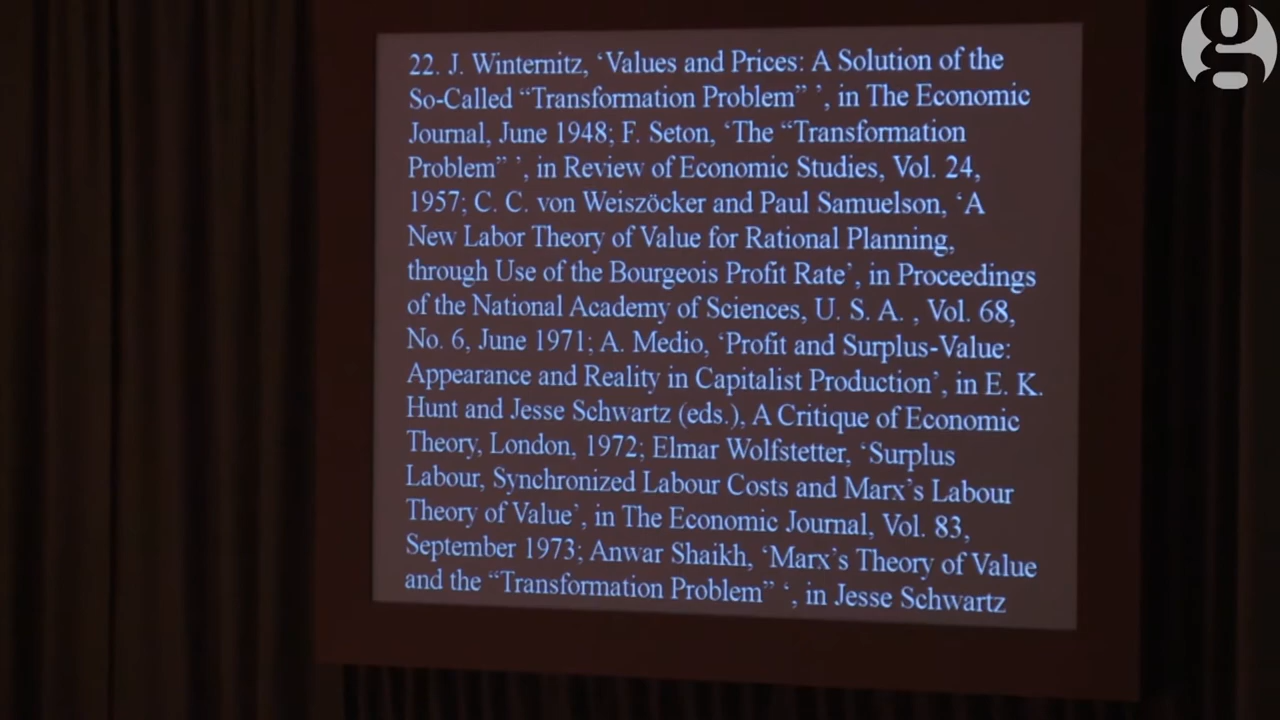 22. J. Winternitz, ‘Values and Prices: A Solution of the
So-Called “Transformation Problem” ’, in The Economic
Journal, June 1948; F. Seton, ‘The “Transformation
Problem” ’, in Review of Economic Studies, Vol. 24,
1957; C. C. von Weiszöcker and Paul Samuelson, ‘A
New Labor Theory of Value for Rational Planning,
through Use of the Bourgeois Profit Rate’, in Proceedings
of the National Academy of Sciences, U. S. A. , Vol. 68,
No. 6, June 1971; A. Medio, ‘Profit and Surplus-Value:
Appearance and Reality in Capitalist Production’, in E. K.
Hunt and Jesse Schwartz (eds.), A Critique of Economic
Theory, London, 1972; Elmar Wolfstetter, ‘Surplus
Labour, Synchronized Labour Costs and Marx’s Labour
Theory of Value’, in The Economic Journal, Vol. 83,
September 1973; Anwar Shaikh, ‘Marx’s Theory of Value
and the “Transformation Problem” ‘, in Jesse Schwartz
g